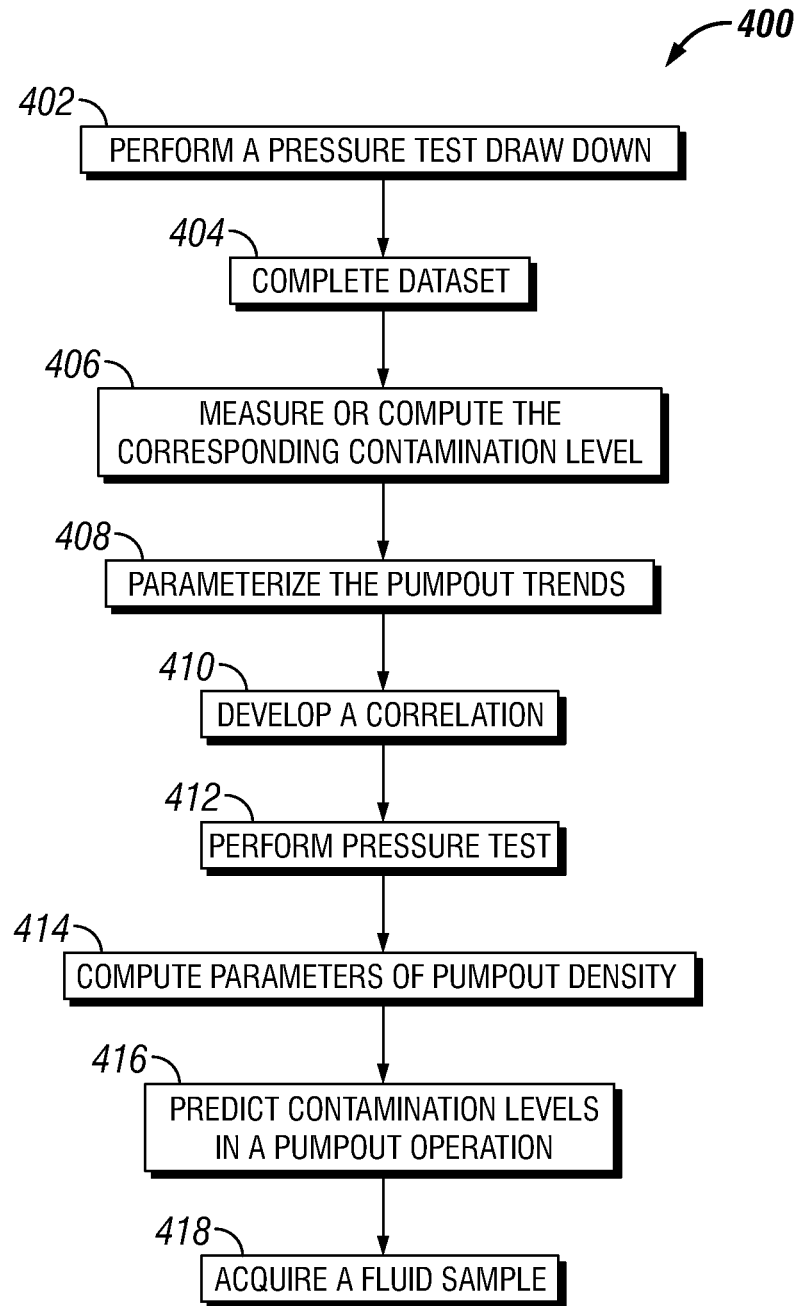 400
402
PERFORM A PRESSURE TEST DRAW DOWN
404
COMPLETE DATASET
406
MEASURE OR COMPUTE THE
CORRESPONDING CONTAMINATION LEVEL
408
PARAMETERIZE THE PUMPOUT TRENDS
410
DEVELOP A CORRELATION
412
PERFORM PRESSURE TEST
414
COMPUTE PARAMETERS OF PUMPOUT DENSITY
416
PREDICT CONTAMINATION LEVELS
IN A PUMPOUT OPERATION
418
ACQUIRE A FLUID SAMPLE